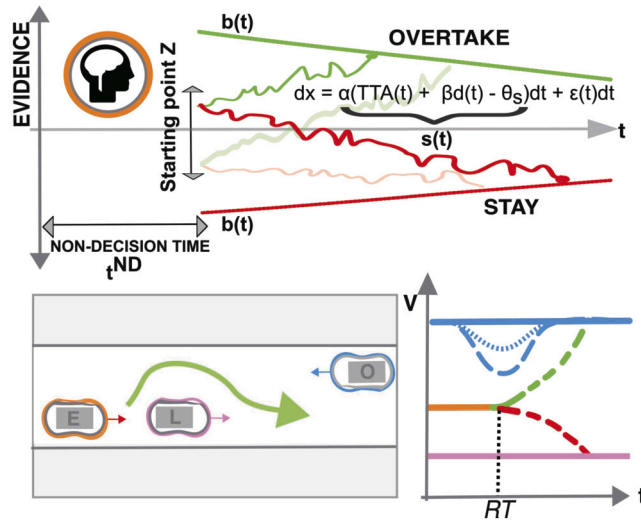 b(t)
OVERTAKE
EVIDENCE
Starting point Z
dx = α(TTA(t) + βd(t) - θs)dt + ε(t)dt
s(t)
t
b(t)
STAY
NON-DECISION TIME
tND
E
L
O
V
RT
t